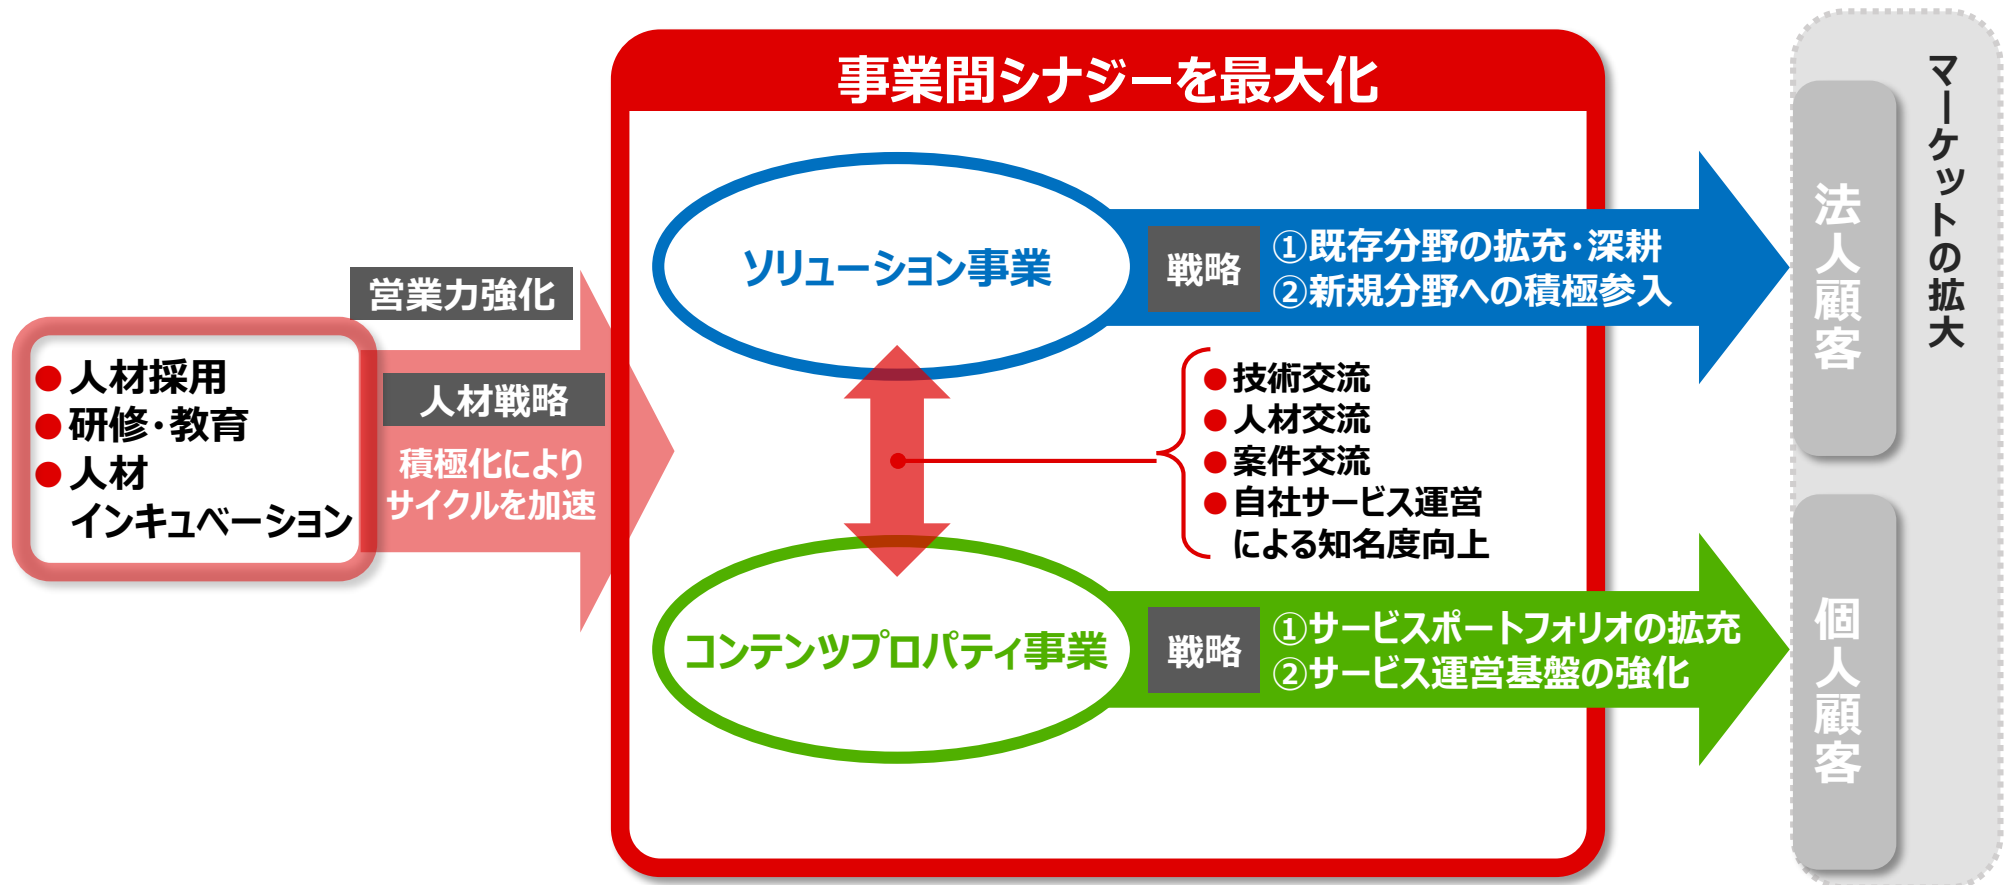 事業間シナジーを最大化
営業力強化
人材戦略
積極化により
サイクルを加速
●人材採用
●研修・教育
●人材
インキュベーション
ソリューション事業
戦略
①既存分野の拡充・深耕
②新規分野への積極参入
●技術交流
●人材交流
●案件交流
●自社サービス運営
による知名度向上
コンテンツプロパティ事業
戦略
①サービスポートフォリオの拡充
②サービス運営基盤の強化
法人顧客
個人顧客
マーケットの拡大